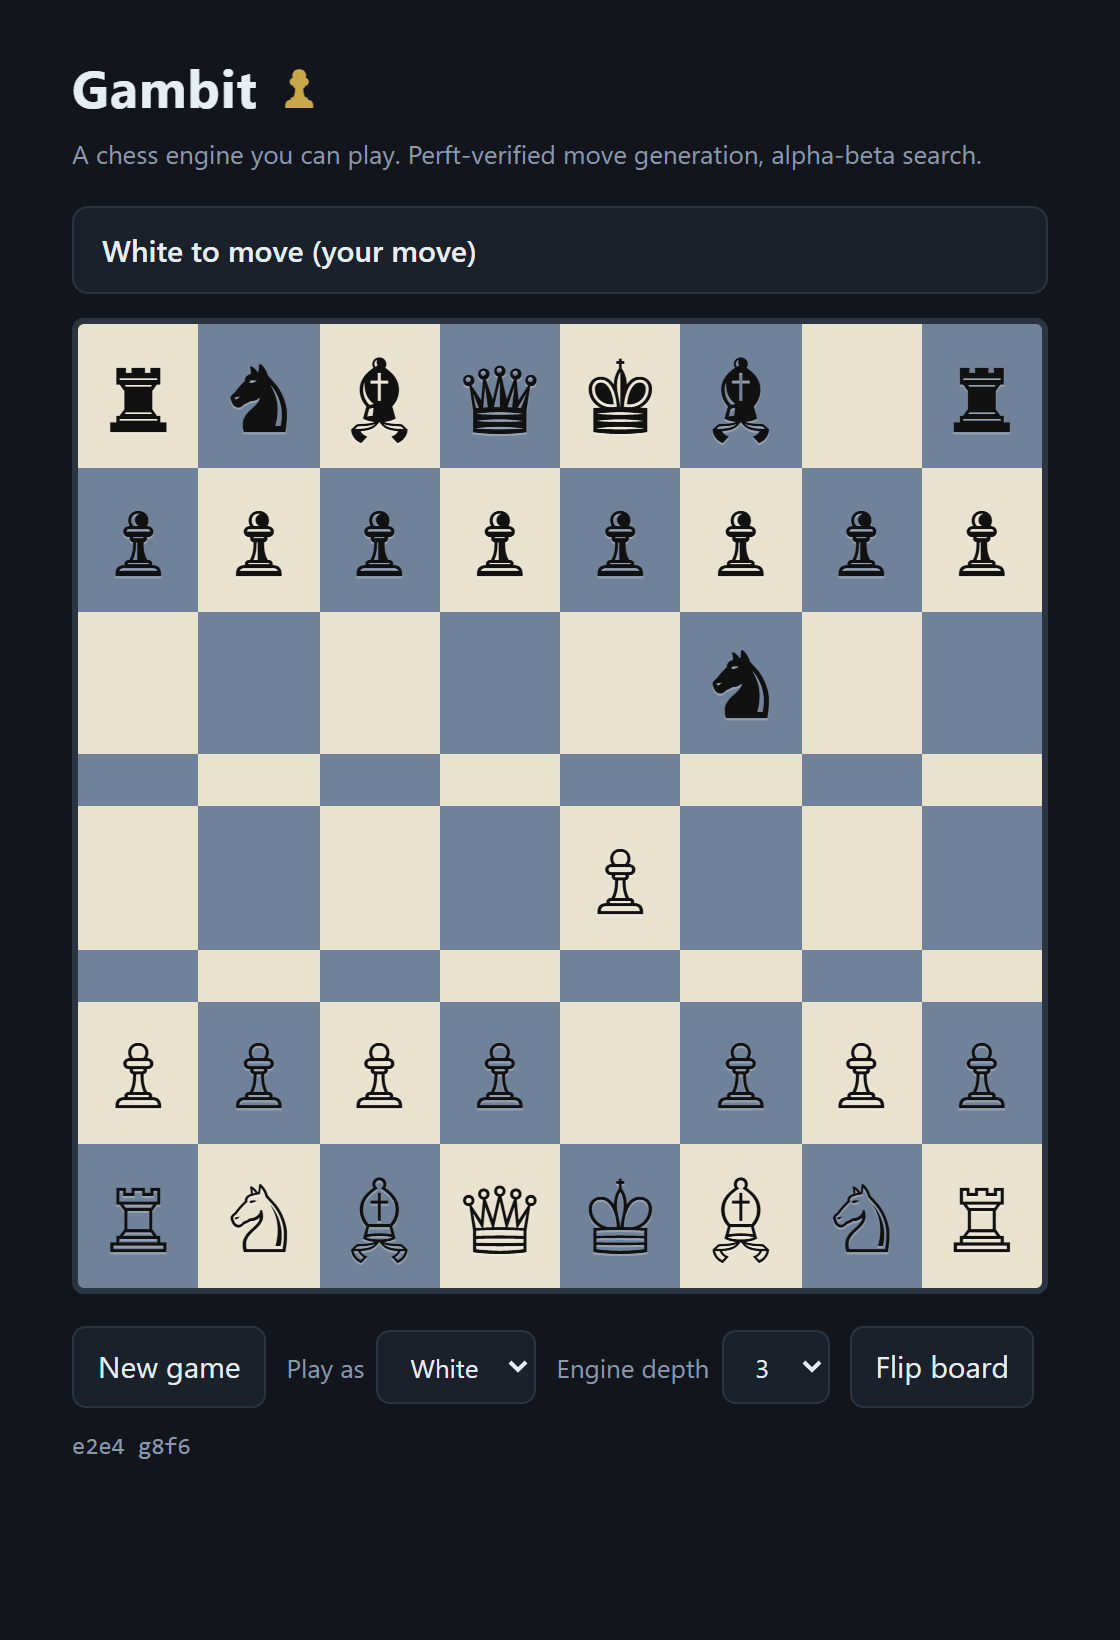 Gambit
A chess engine you can play. Perft-verified move generation, alpha-beta search.
White to move (your move)
New game Play as White Engine depth 3 Flip board
e2e4 g8f6